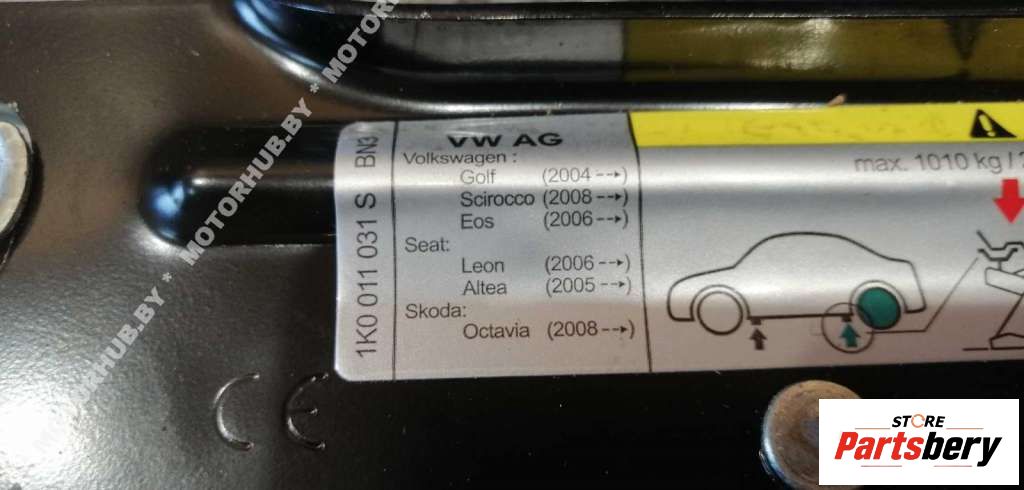 MOTORHUB.BY * MOTORHUB.BY * MOTOR
1K0 011 031 S BN3
VW AG
Volkswagen :
Golf (2004--→)
Scirocco (2008--→)
Eos (2006--→)
Seat:
Leon (2006--→)
Altea (2005--→)
Skoda:
Octavia (2008--→)
max. 1010 kg /
CE
STORE
Partsbery